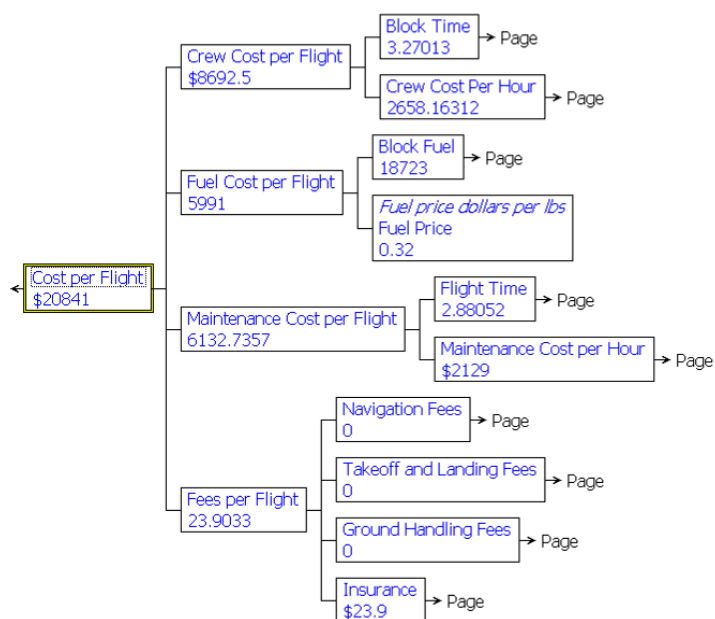 Block Time
3.27013
Page
Crew Cost per Flight
$8692.5
Crew Cost Per Hour
2658.16312
Page
Block Fuel
18723
Page
Fuel Cost per Flight
5991
Fuel price dollars per lbs
Fuel Price
0.32
Cost per Flight
$20841
Flight Time
2.88052
Page
Maintenance Cost per Flight
6132.7357
Maintenance Cost per Hour
$2129
Page
Navigation Fees
0
Page
Takeoff and Landing Fees
0
Page
Fees per Flight
23.9033
Ground Handling Fees
0
Page
Insurance
$23.9
Page